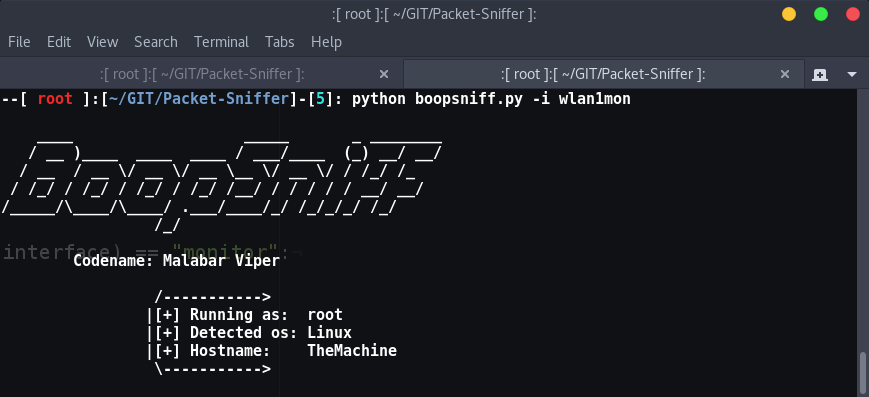 :[ root ]:[ ~/GIT/Packet-Sniffer ]:
File Edit View Search Terminal Tabs Help
:[ root ]:[ ~/GIT/Packet-Sniffer ]: :[ root ]:[ ~/GIT/Packet-Sniffer ]:
--[ root ]:[~/GIT/Packet-Sniffer]-[5]: python boopsniff.py -i wlan1mon
BoopSniff
interface) == "monitor":¬
Codename: Malabar Viper
/----------->
|[+] Running as: root
|[+] Detected os: Linux
|[+] Hostname: TheMachine
\----------->